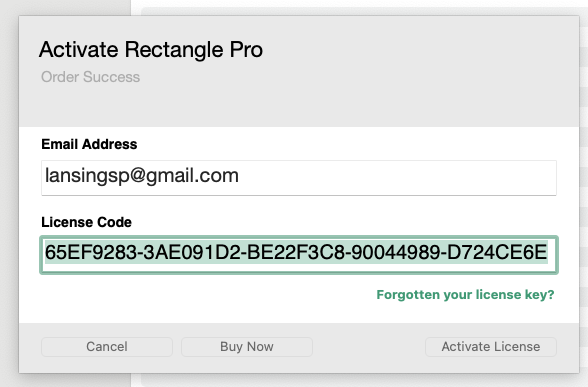 Activate Rectangle Pro
Order Success
Email Address
lansingsp@gmail.com
License Code
65EF9283-3AE091D2-BE22F3C8-90044989-D724CE6E
Forgotten your license key?
Cancel
Buy Now
Activate License